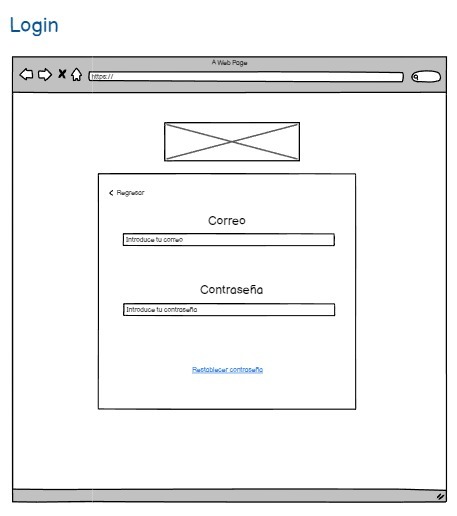 Login
A Web Page
https://
Regresar
Correo
Introduce tu correo
Contraseña
Introduce tu contraseña
Restablecer contraseña